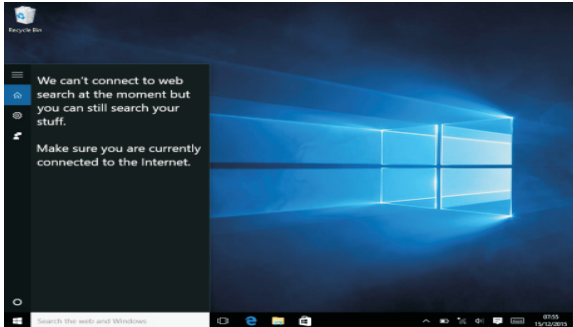 Recycle Bin
We can't connect to web
search at the moment but
you can still search your
stuff.
Make sure you are currently
connected to the Internet.
Search the web and Windows
07:55
15/12/2015